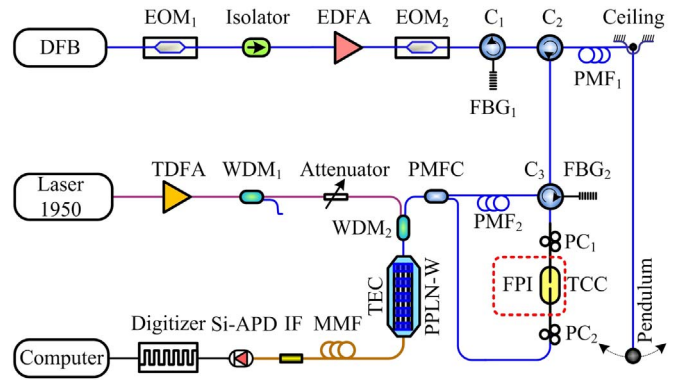 EOM₁
Isolator
EDFA
EOM₂
C₁
C₂
Ceiling
DFB
FBG₁
PMF₁
TDFA
WDM₁
Attenuator
PMFC
C₃
FBG₂
Laser
1950
WDM₂
PMF₂
PC₁
TEC
PPLN-W
FPI
TCC
Pendulum
Digitizer
Si-APD
IF
MMF
PC₂
Computer